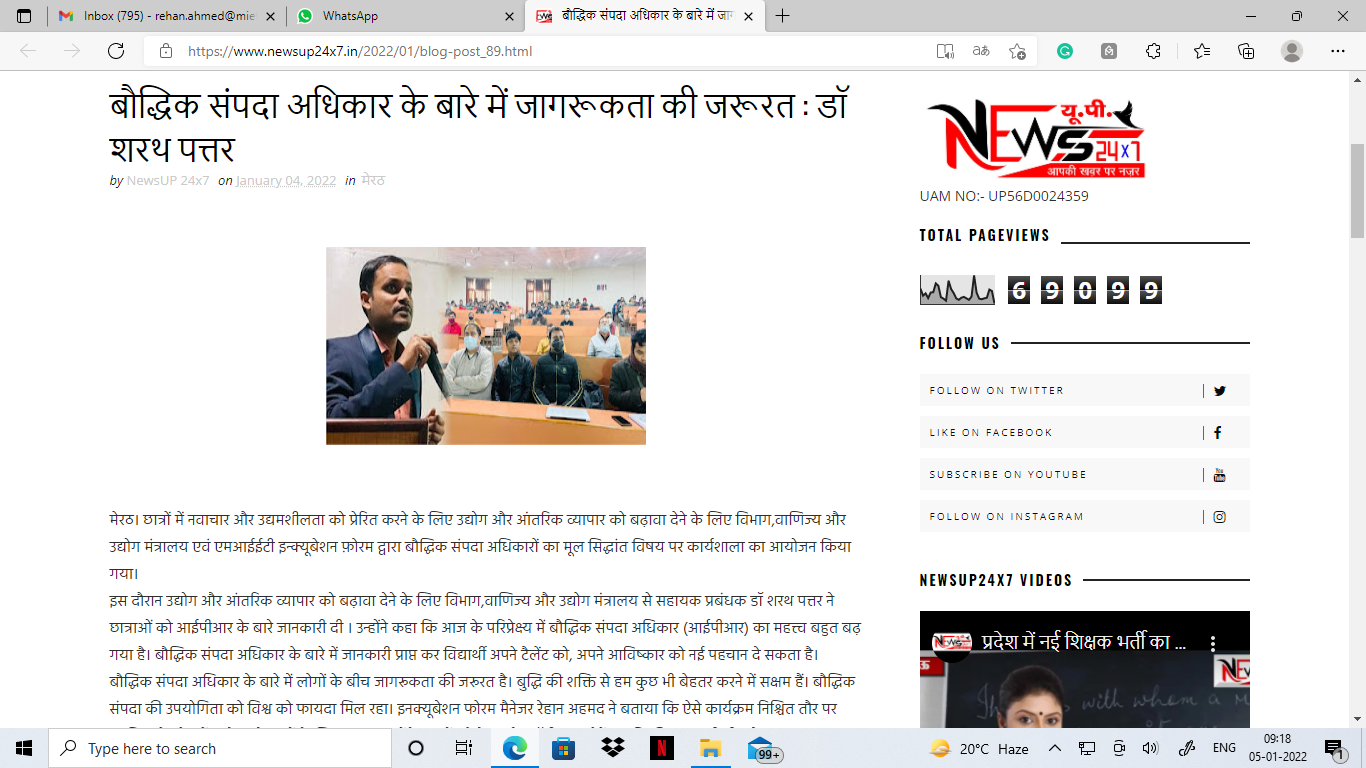 Inbox (795) - rehan.ahmed@mie
WhatsApp
बौद्धिक संपदा अधिकार के बारे में जाग
https://www.newsup24x7.in/2022/01/blog-post_89.html
बौद्धिक संपदा अधिकार के बारे में जागरूकता की जरूरत : डॉ
शरथ पत्तर
by NewsUP 24x7 on January 04, 2022 in मेरठ
मेरठ। छात्रों में नवाचार और उद्यमशीलता को प्रेरित करने के लिए उद्योग और आंतरिक व्यापार को बढ़ावा देने के लिए विभाग,वाणिज्य और
उद्योग मंत्रालय एवं एमआईईटी इन्क्यूबेशन फ़ोरम द्वारा बौद्धिक संपदा अधिकारों का मूल सिद्धांत विषय पर कार्यशाला का आयोजन किया
गया।
इस दौरान उद्योग और आंतरिक व्यापार को बढ़ावा देने के लिए विभाग,वाणिज्य और उद्योग मंत्रालय से सहायक प्रबंधक डॉ शरथ पत्तर ने
छात्राओं को आईपीआर के बारे जानकारी दी । उन्होंने कहा कि आज के परिप्रेक्ष्य में बौद्धिक संपदा अधिकार (आईपीआर) का महत्त्व बहुत बढ़
गया है। बौद्धिक संपदा अधिकार के बारे में जानकारी प्राप्त कर विद्यार्थी अपने टैलेंट को, अपने आविष्कार को नई पहचान दे सकता है।
बौद्धिक संपदा अधिकार के बारे में लोगों के बीच जागरूकता की जरूरत है। बुद्धि की शक्ति से हम कुछ भी बेहतर करने में सक्षम हैं। बौद्धिक
संपदा की उपयोगिता को विश्व को फायदा मिल रहा। इनक्यूबेशन फोरम मैनेजर रेहान अहमद ने बताया कि ऐसे कार्यक्रम निश्चित तौर पर
यू.पी.
NEWS
24x7
आपकी खबर पर नज़र
UAM NO:- UP56D0024359
TOTAL PAGEVIEWS
69099
FOLLOW US
FOLLOW ON TWITTER
LIKE ON FACEBOOK
SUBSCRIBE ON YOUTUBE
FOLLOW ON INSTAGRAM
NEWSUP24X7 VIDEOS
प्रदेश में नई शिक्षक भर्ती का ...
Type here to search
99+
20°C Haze
ENG
09:18
05-01-2022
1